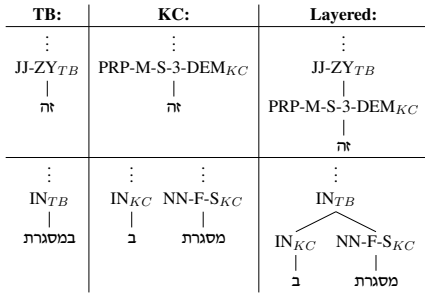 TB: KC: Layered:
⋮ ⋮ ⋮
JJ-ZY_TB PRP-M-S-3-DEM_KC JJ-ZY_TB
זה זה PRP-M-S-3-DEM_KC
זה
⋮ ⋮ ⋮ ⋮
IN_TB IN_KC NN-F-S_KC IN_TB
במסגרת ב מסגרת IN_KC NN-F-S_KC
ב מסגרת